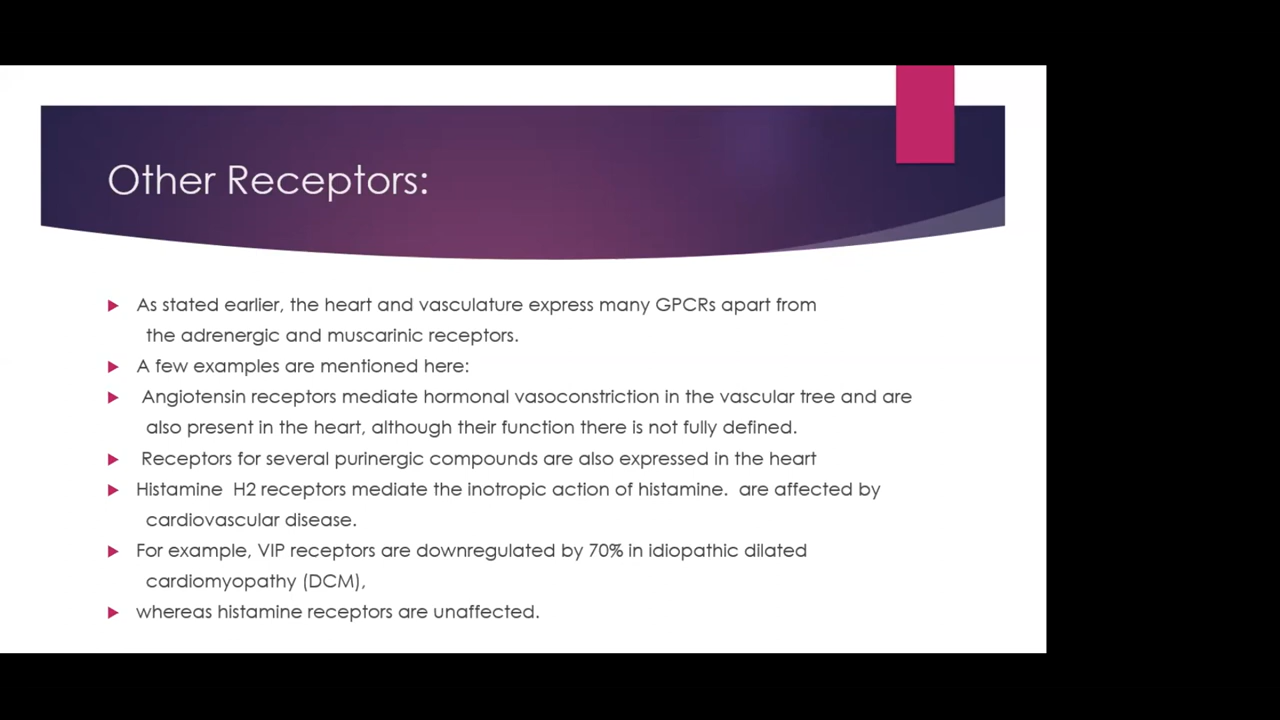 Other Receptors:
As stated earlier, the heart and vasculature express many GPCRs apart from
the adrenergic and muscarinic receptors.
A few examples are mentioned here:
Angiotensin receptors mediate hormonal vasoconstriction in the vascular tree and are
also present in the heart, although their function there is not fully defined.
Receptors for several purinergic compounds are also expressed in the heart
Histamine  H2 receptors mediate the inotropic action of histamine.  are affected by
cardiovascular disease.
For example, VIP receptors are downregulated by 70% in idiopathic dilated
cardiomyopathy (DCM),
whereas histamine receptors are unaffected.